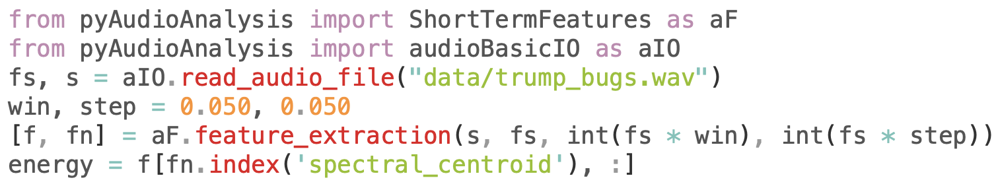 from pyAudioAnalysis import ShortTermFeatures as aF
from pyAudioAnalysis import audioBasicIO as aIO
fs, s = aIO.read_audio_file("data/trump_bugs.wav")
win, step = 0.050, 0.050
[f, fn] = aF.feature_extraction(s, fs, int(fs * win), int(fs * step))
energy = f[fn.index('spectral_centroid'), :]